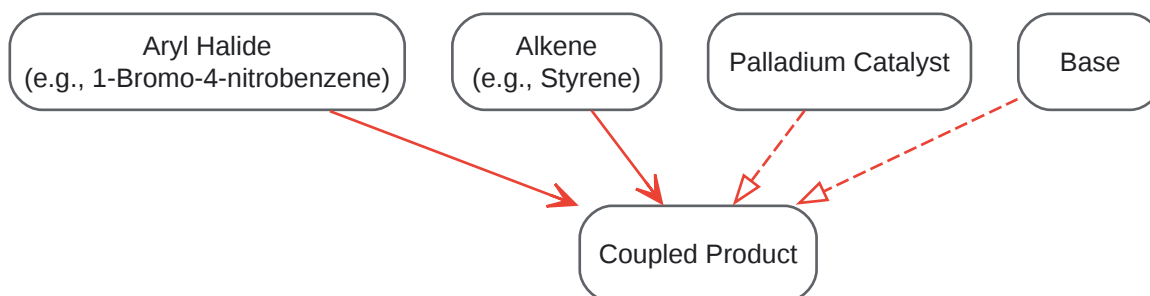 Aryl Halide
(e.g., 1-Bromo-4-nitrobenzene)
Alkene
(e.g., Styrene)
Palladium Catalyst
Base
Coupled Product